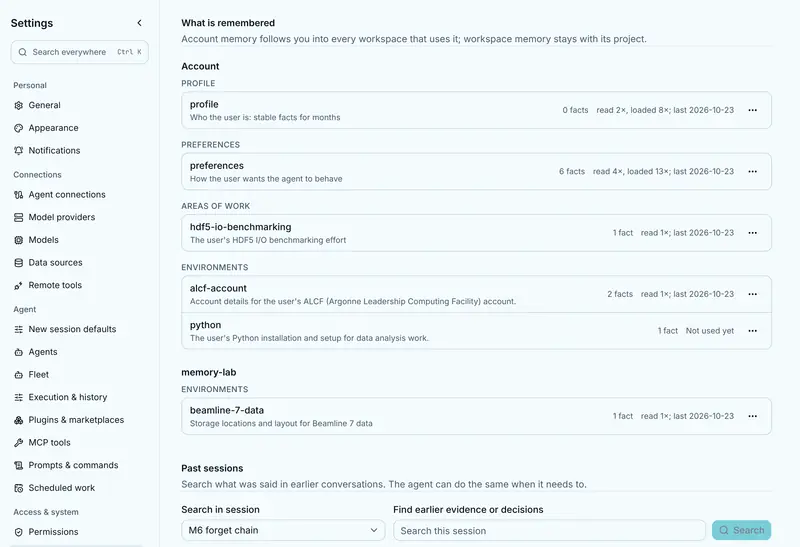 Settings
Search everywhere Ctrl K
Personal
General
Appearance
Notifications
Connections
Agent connections
Model providers
Models
Data sources
Remote tools
Agent
New session defaults
Agents
Fleet
Execution & history
Plugins & marketplaces
MCP tools
Prompts & commands
Scheduled work
Access & system
Permissions
What is remembered
Account memory follows you into every workspace that uses it; workspace memory stays with its project.
Account
PROFILE
profile
Who the user is: stable facts for months
0 facts read 2×, loaded 8×; last 2026-10-23
PREFERENCES
preferences
How the user wants the agent to behave
6 facts read 4×, loaded 13×; last 2026-10-23
AREAS OF WORK
hdf5-io-benchmarking
The user's HDF5 I/O benchmarking effort
1 fact read 1×; last 2026-10-23
ENVIRONMENTS
alcf-account
Account details for the user's ALCF (Argonne Leadership Computing Facility) account.
2 facts read 1×; last 2026-10-23
python
The user's Python installation and setup for data analysis work.
1 fact Not used yet
memory-lab
ENVIRONMENTS
beamline-7-data
Storage locations and layout for Beamline 7 data
1 fact read 1×; last 2026-10-23
Past sessions
Search what was said in earlier conversations. The agent can do the same when it needs to.
Search in session
M6 forget chain
Find earlier evidence or decisions
Search this session
Search